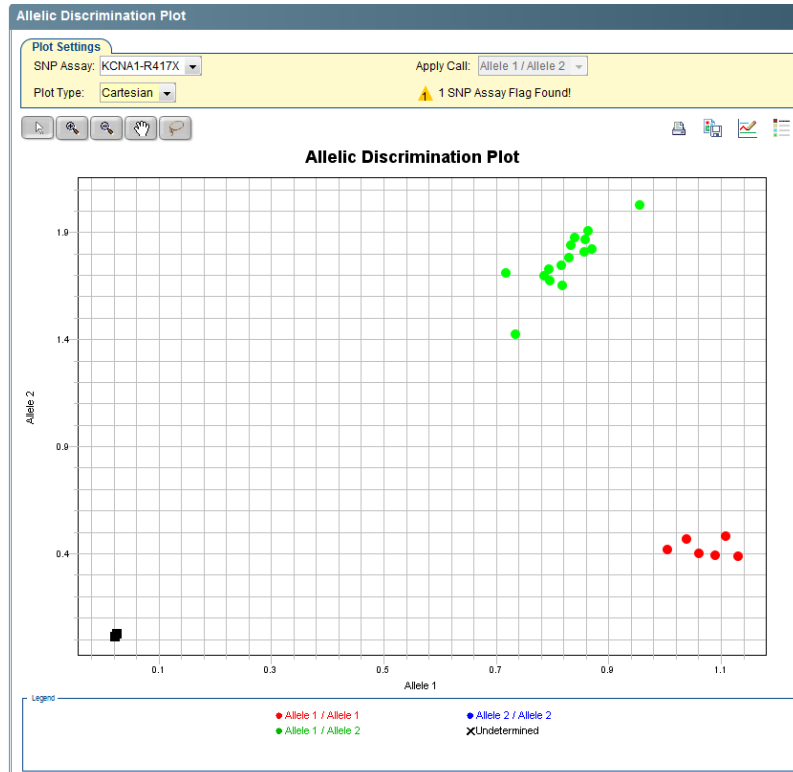 Allelic Discrimination Plot
Plot Settings
SNP Assay: KCNA1-R417X Apply Call: Allele 1 / Allele 2
Plot Type: Cartesian 1 SNP Assay Flag Found!
Allelic Discrimination Plot
1.9
1.4
Allele 2
0.9
0.4
0.1 0.3 0.5 0.7 0.9 1.1
Allele 1
Legend
Allele 1 / Allele 1 Allele 2 / Allele 2
Allele 1 / Allele 2 Undetermined